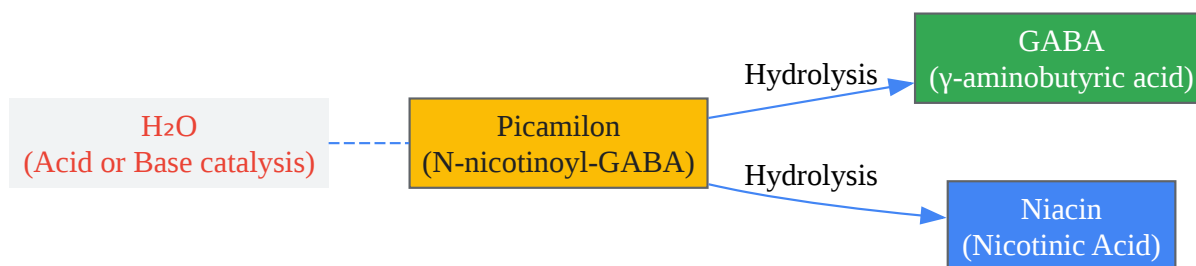 H₂O
(Acid or Base catalysis)
Picamilon
(N-nicotinoyl-GABA)
Hydrolysis
GABA
(γ-aminobutyric acid)
Hydrolysis
Niacin
(Nicotinic Acid)